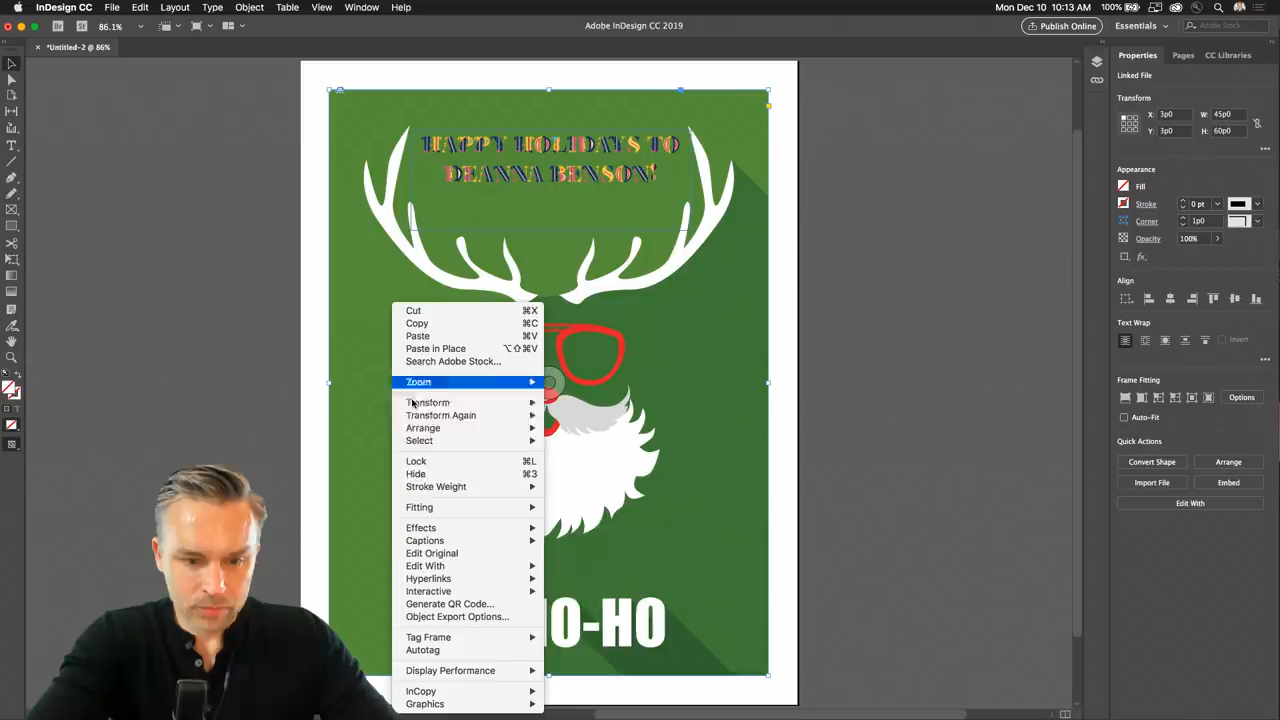 InDesign CC File Edit Layout Type Object Table View Window Help
100% Mon Dec 10 10:13 AM
Br St 86.1%
Adobe InDesign CC 2019
Publish Online Essentials Adobe Stock
× *Untitled-2 @ 86%
Properties Pages CC Libraries
Linked File
Transform
X: 3p0 W: 45p0
Y: 3p0 H: 60p0
Appearance
Fill
Stroke 0 pt
Corner 1p0
Opacity 100%
fx.
Align
Text Wrap
Invert
Frame Fitting
Options
Auto-Fit
Quick Actions
Convert Shape Arrange
Import File Embed
Edit With
HAPPY HOLIDAYS TO
DEANNA BENSON!
Cut ⌘X
Copy ⌘C
Paste ⌘V
Paste in Place ⌥⇧⌘V
Search Adobe Stock...
Zoom
Transform
Transform Again
Arrange
Select
Lock ⌘L
Hide ⌘3
Stroke Weight
Fitting
Effects
Captions
Edit Original
Edit With
Hyperlinks
Interactive
Generate QR Code...
Object Export Options...
Tag Frame
Autotag
Display Performance
InCopy
Graphics
HO-HO